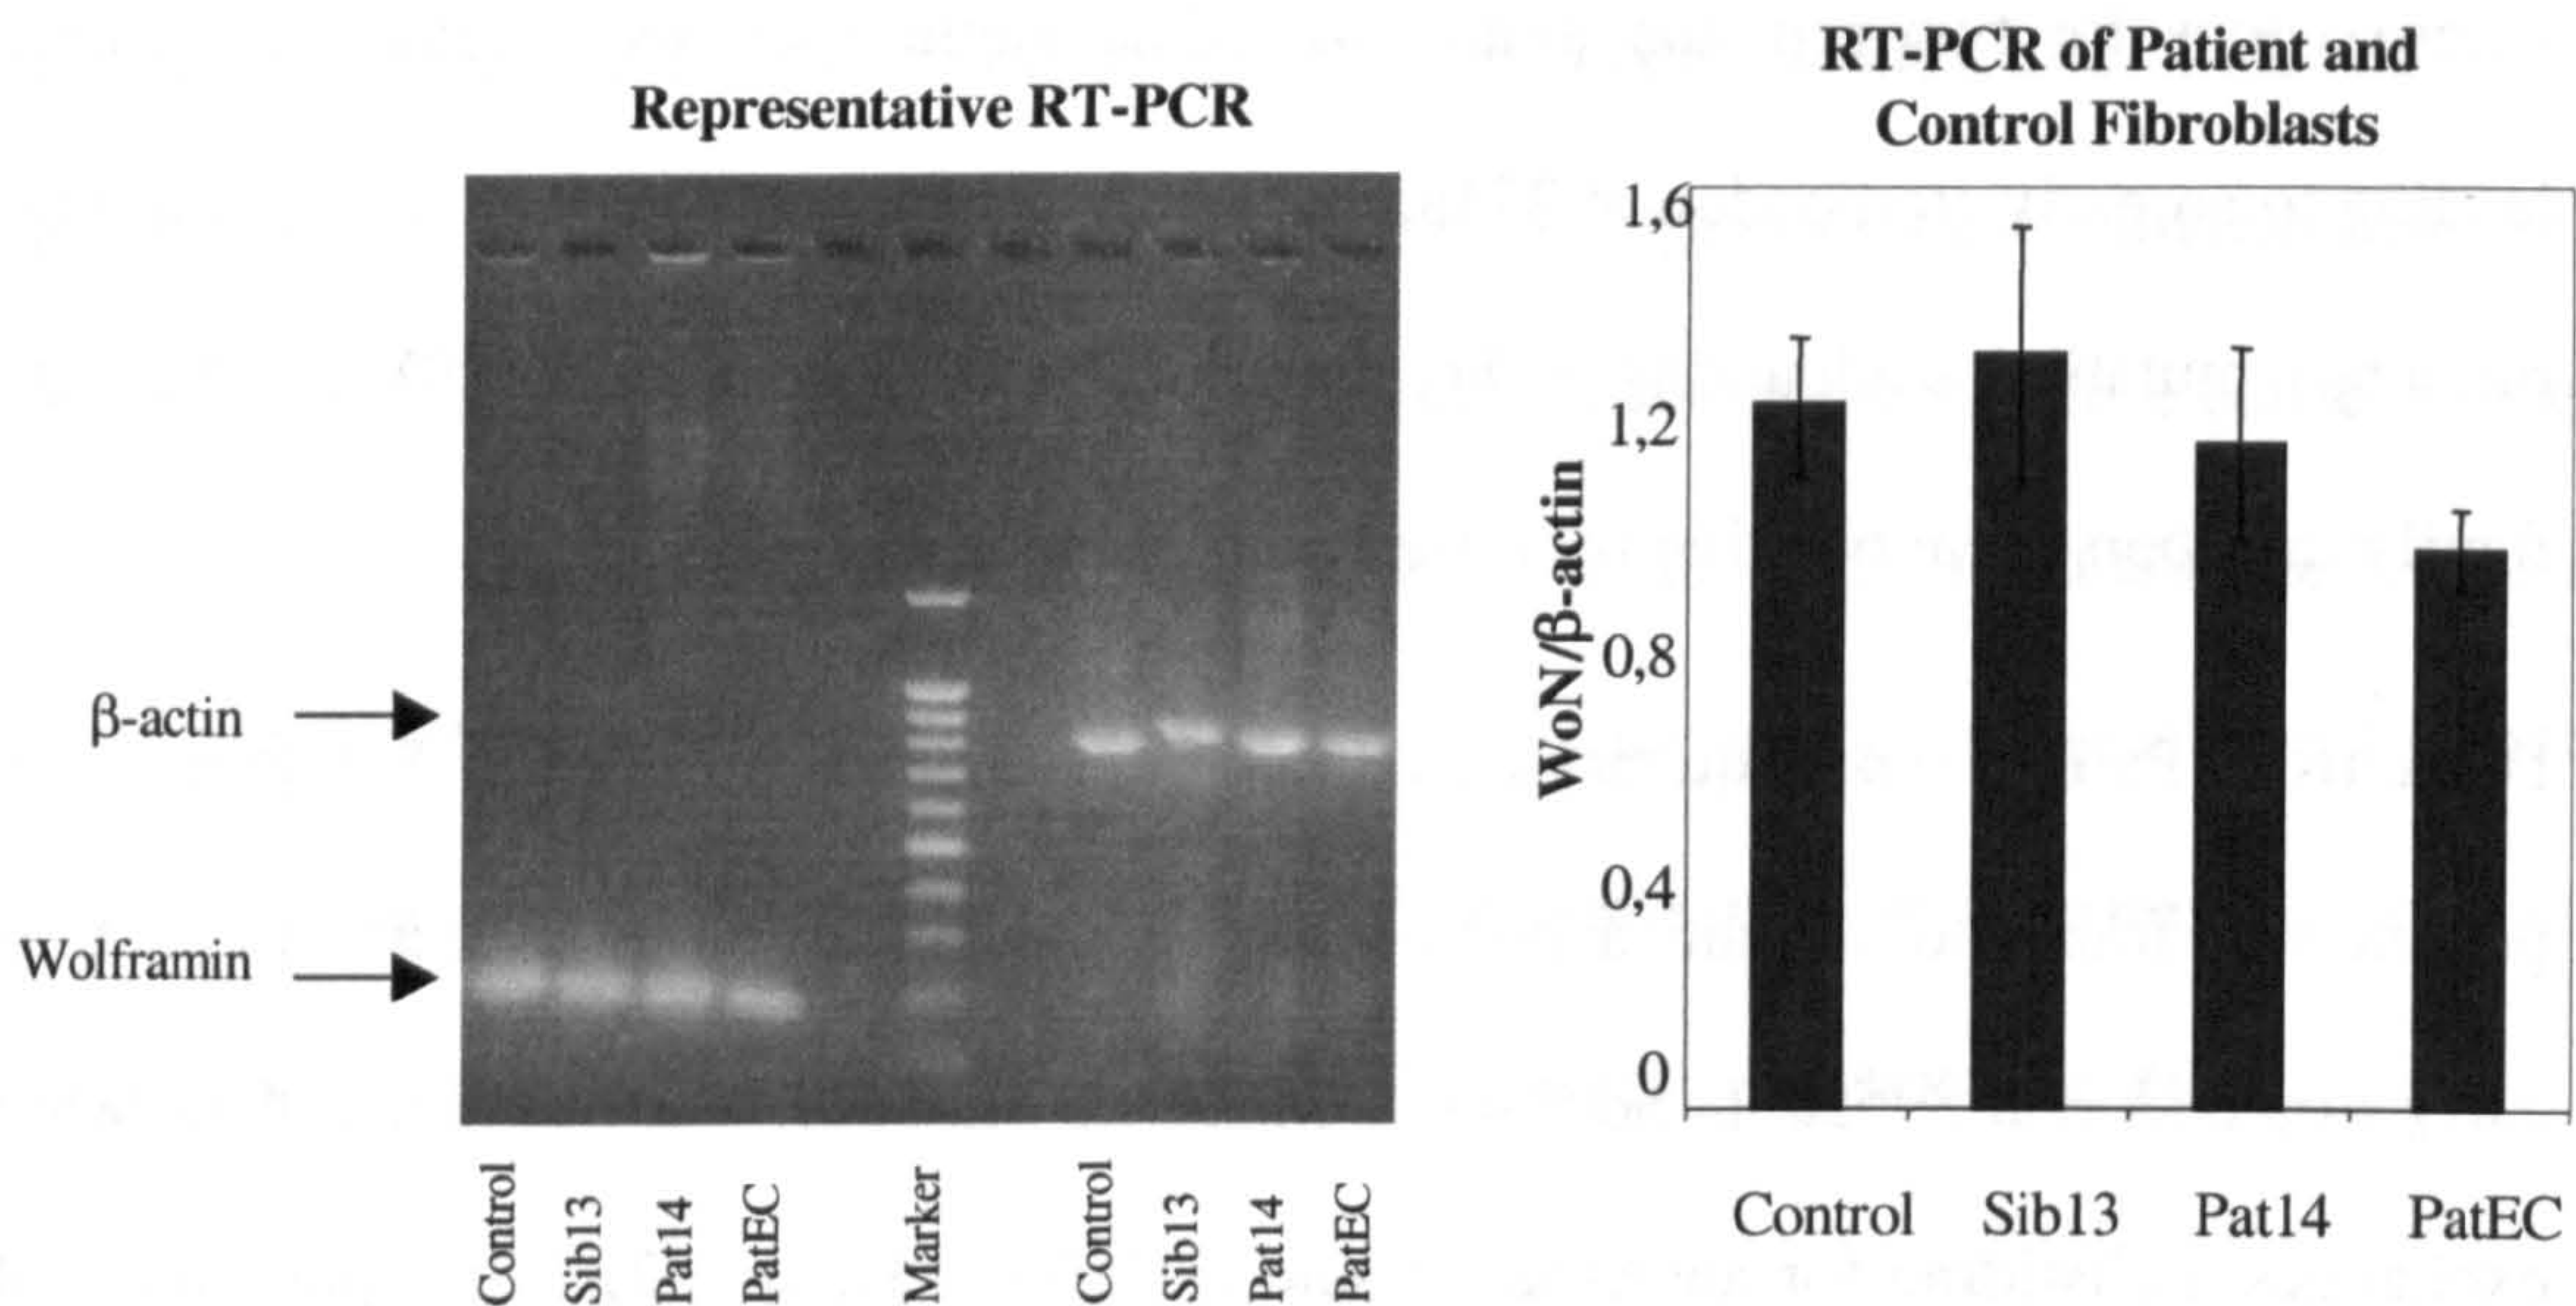 Representative RT-PCR
β-actin
Wolframin
Control
Sib13
Pat14
PatEC
Marker
Control
Sib13
Pat14
PatEC
RT-PCR of Patient and
Control Fibroblasts
WoN/β-actin
1,6
1,2
0,8
0,4
0
Control Sib13 Pat14 PatEC